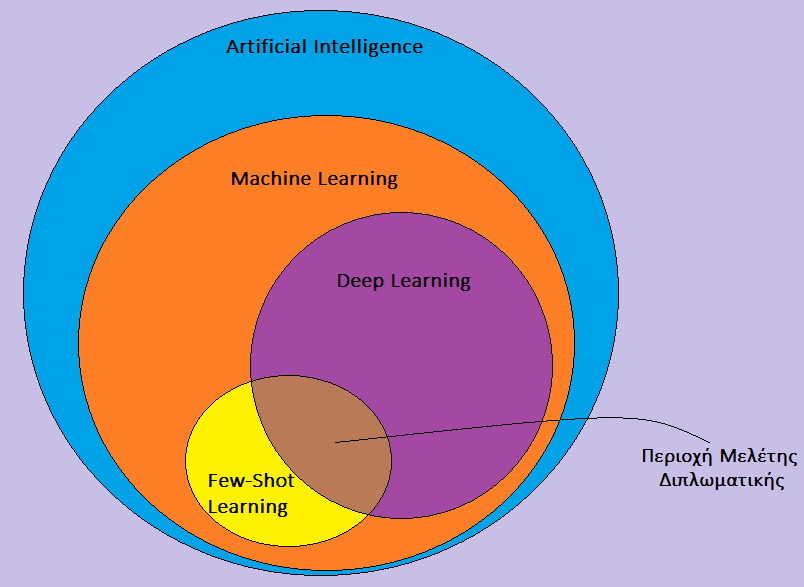 Artificial Intelligence
Machine Learning
Deep Learning
Few-Shot
Learning
Περιοχή Μελέτης
Διπλωματικής